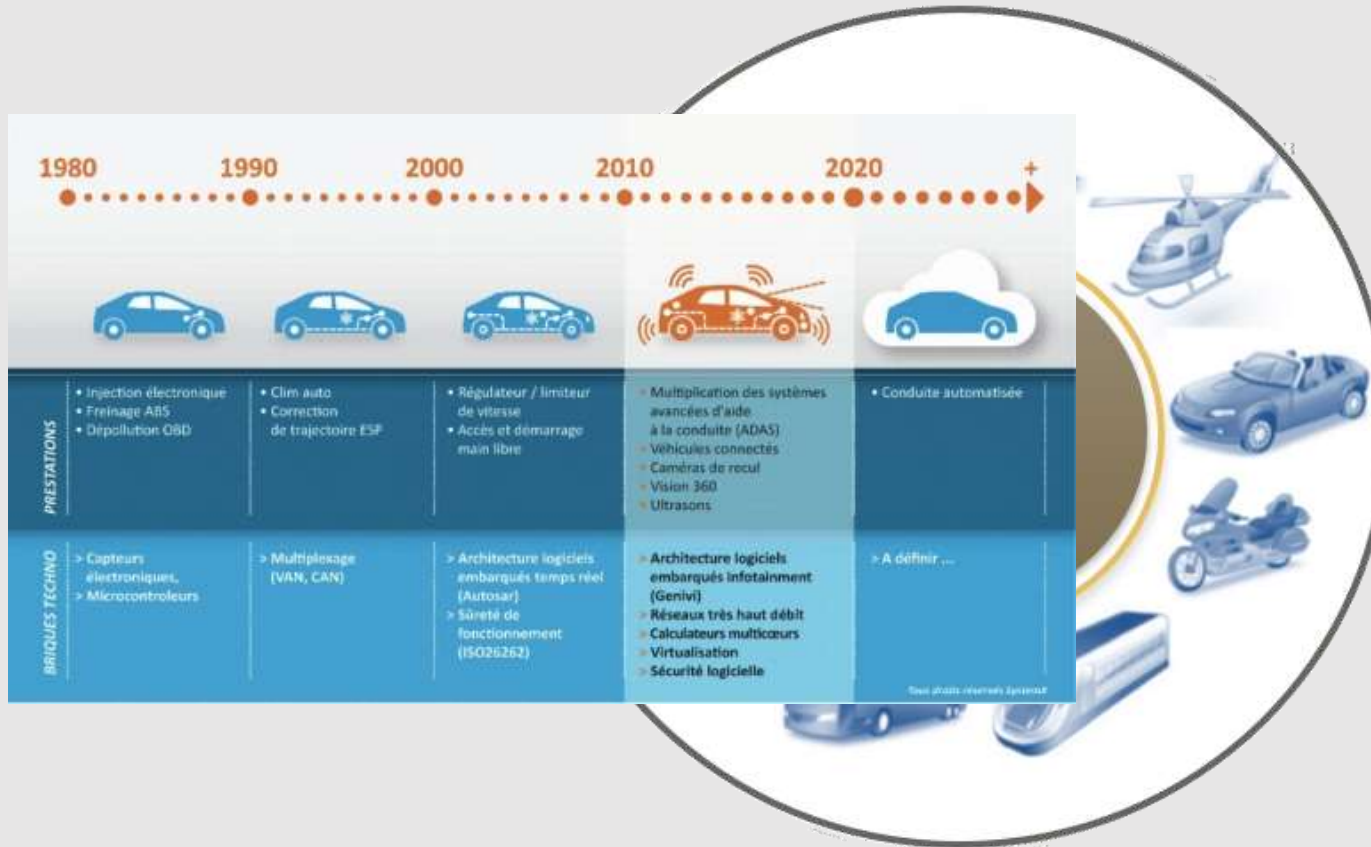 1980 1990 2000 2010 2020 +
PRESTATIONS
• Injection électronique
• Freinage ABS
• Dépollution OBD
• Clim auto
• Correction
de trajectoire ESP
• Régulateur / limiteur
de vitesse
• Accès et démarrage
main libre
• Multiplication des systèmes
avancées d'aide
à la conduite (ADAS)
• Véhicules connectés
• Caméras de recul
• Vision 360
• Ultrasons
• Conduite automatisée
BRIQUES TECHNO
> Capteurs
électroniques,
> Microcontroleurs
> Multiplexage
(VAN, CAN)
> Architecture logiciels
embarqués temps réel
(Autosar)
> Sûreté de
fonctionnement
(ISO26262)
> Architecture logiciels
embarqués infotainment
(Genivi)
> Réseaux très haut débit
> Calculateurs multicœurs
> Virtualisation
> Sécurité logicielle
> A définir ...
Tous droits réservés